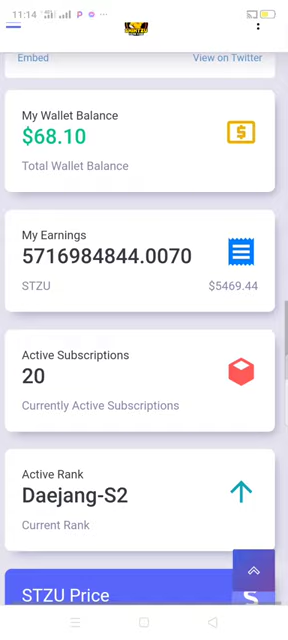 11:14
Embed View on Twitter
My Wallet Balance
$68.10
Total Wallet Balance
My Earnings
5716984844.0070
STZU $5469.44
Active Subscriptions
20
Currently Active Subscriptions
Active Rank
Daejang-S2
Current Rank
STZU Price